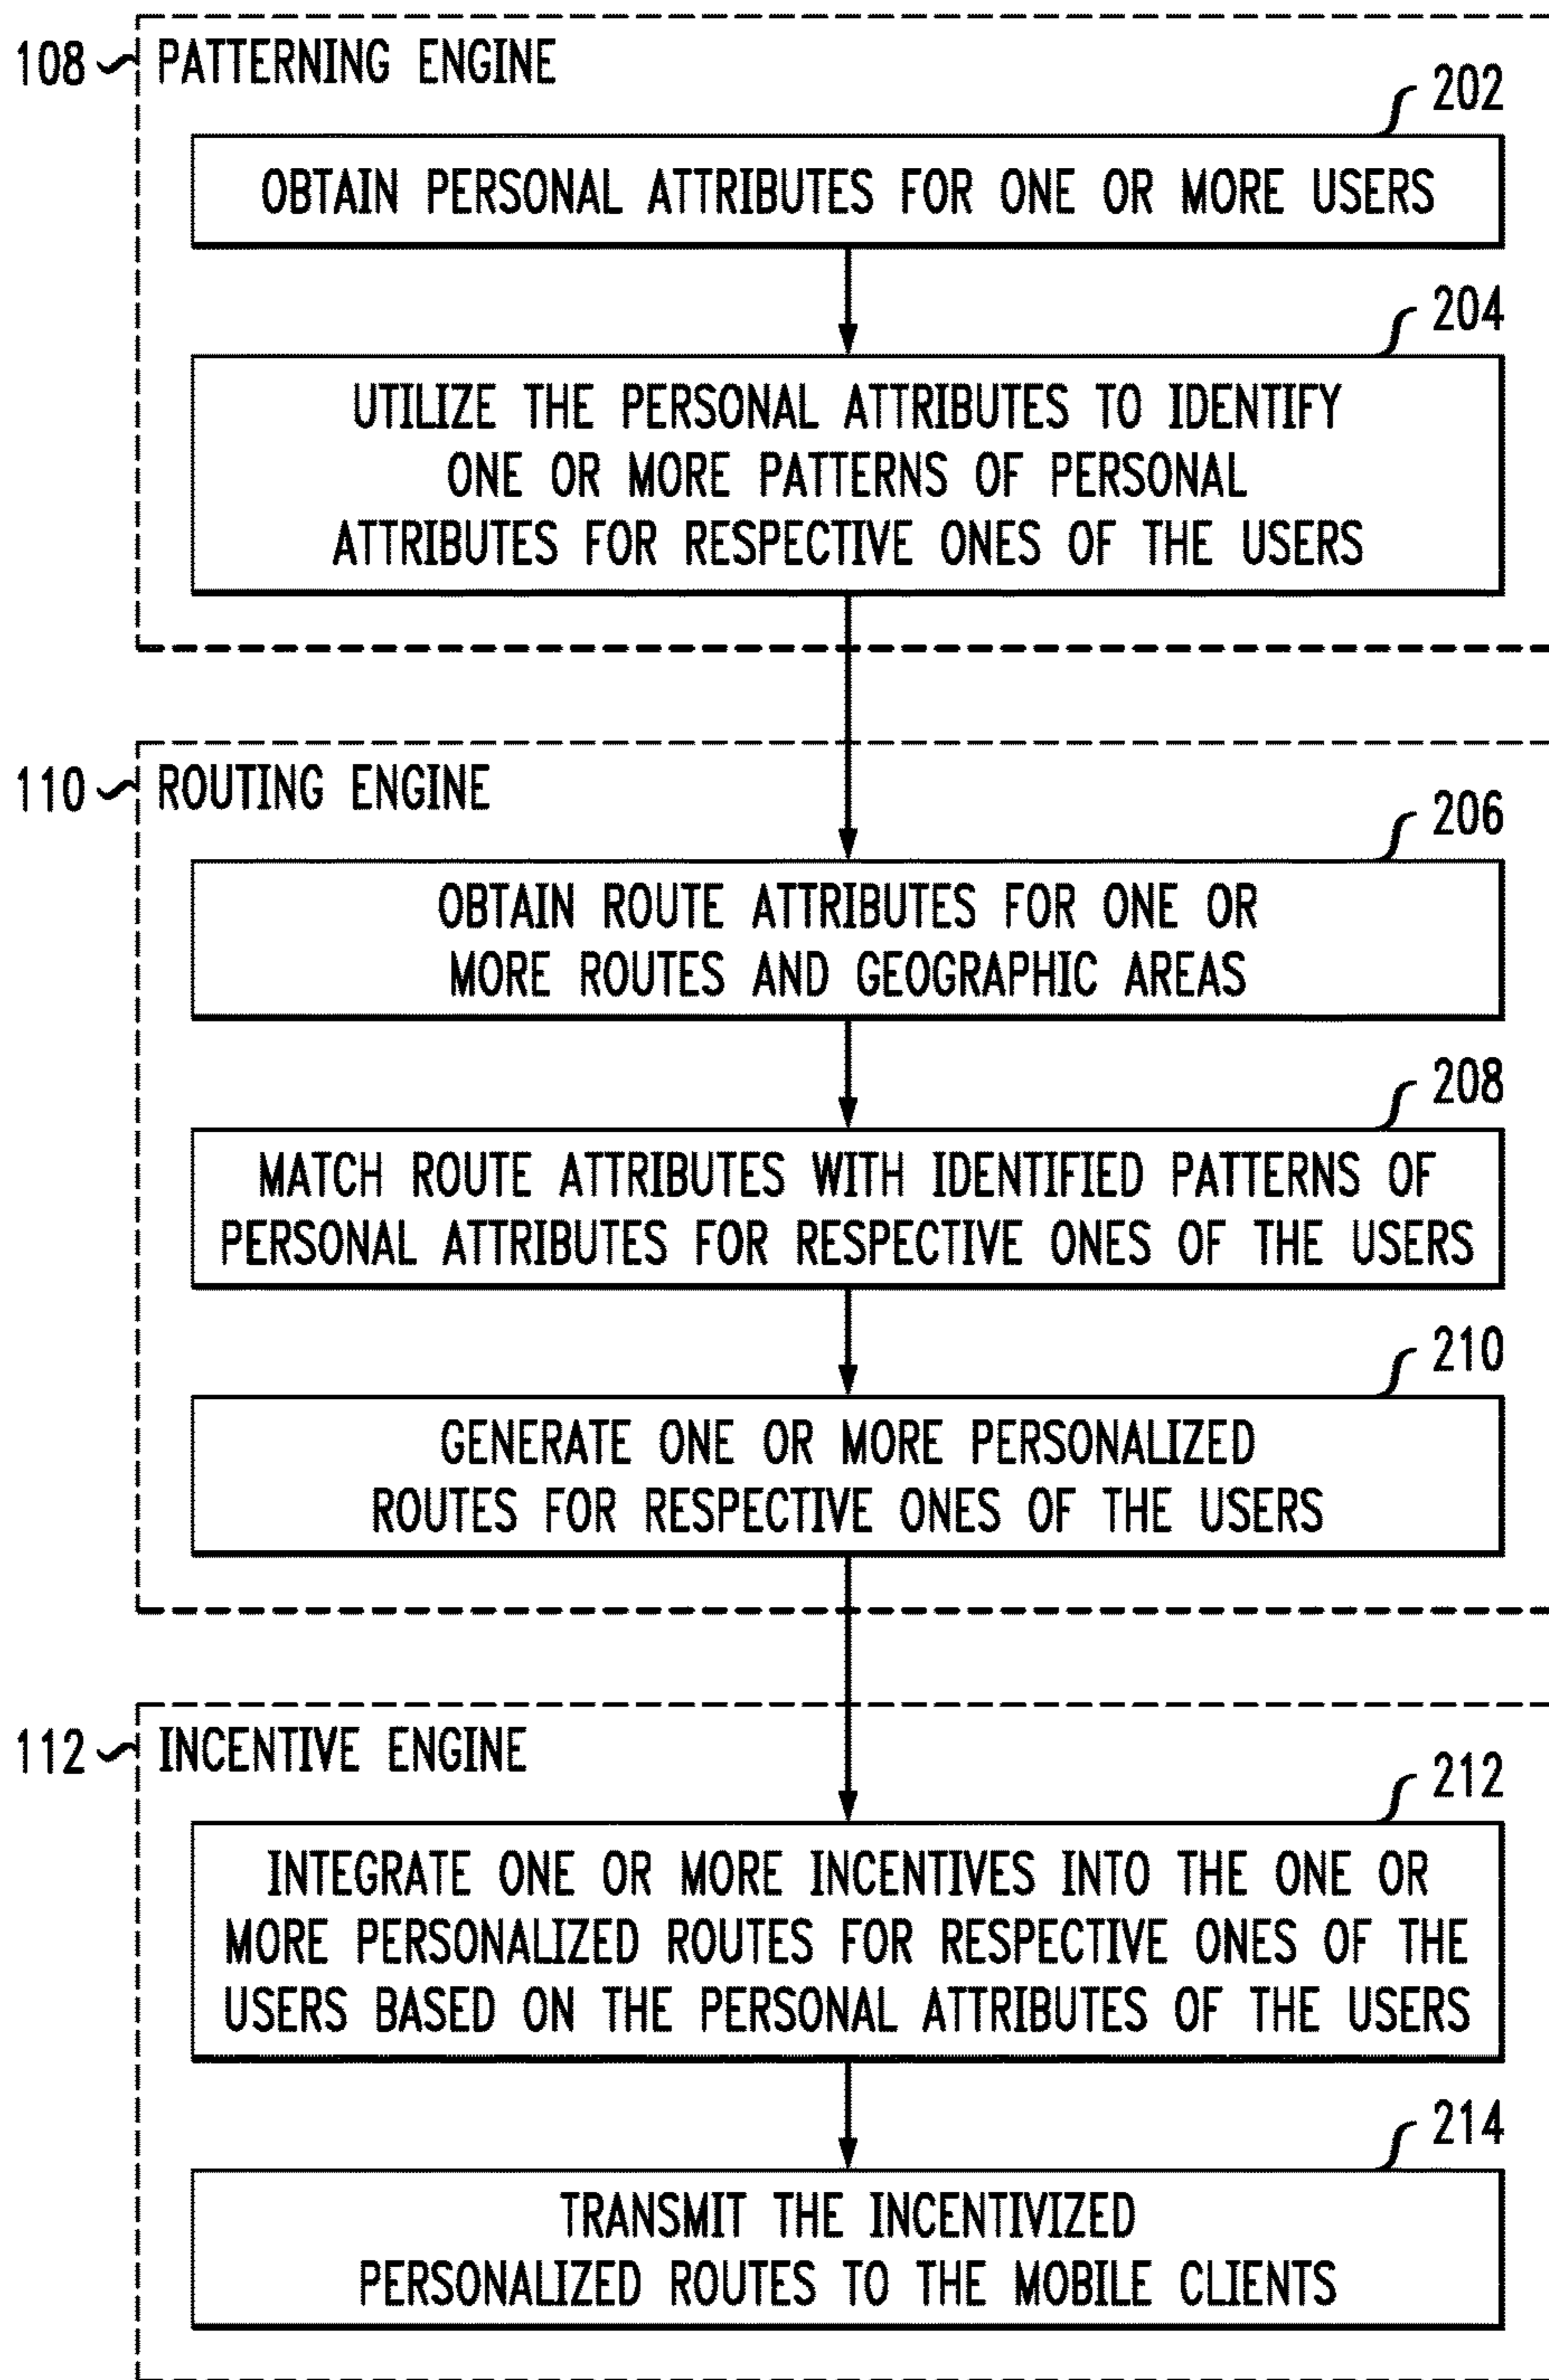 108 PATTERNING ENGINE
202
OBTAIN PERSONAL ATTRIBUTES FOR ONE OR MORE USERS
204
UTILIZE THE PERSONAL ATTRIBUTES TO IDENTIFY
ONE OR MORE PATTERNS OF PERSONAL
ATTRIBUTES FOR RESPECTIVE ONES OF THE USERS
110 ROUTING ENGINE
206
OBTAIN ROUTE ATTRIBUTES FOR ONE OR
MORE ROUTES AND GEOGRAPHIC AREAS
208
MATCH ROUTE ATTRIBUTES WITH IDENTIFIED PATTERNS OF
PERSONAL ATTRIBUTES FOR RESPECTIVE ONES OF THE USERS
210
GENERATE ONE OR MORE PERSONALIZED
ROUTES FOR RESPECTIVE ONES OF THE USERS
112 INCENTIVE ENGINE
212
INTEGRATE ONE OR MORE INCENTIVES INTO THE ONE OR
MORE PERSONALIZED ROUTES FOR RESPECTIVE ONES OF THE
USERS BASED ON THE PERSONAL ATTRIBUTES OF THE USERS
214
TRANSMIT THE INCENTIVIZED
PERSONALIZED ROUTES TO THE MOBILE CLIENTS